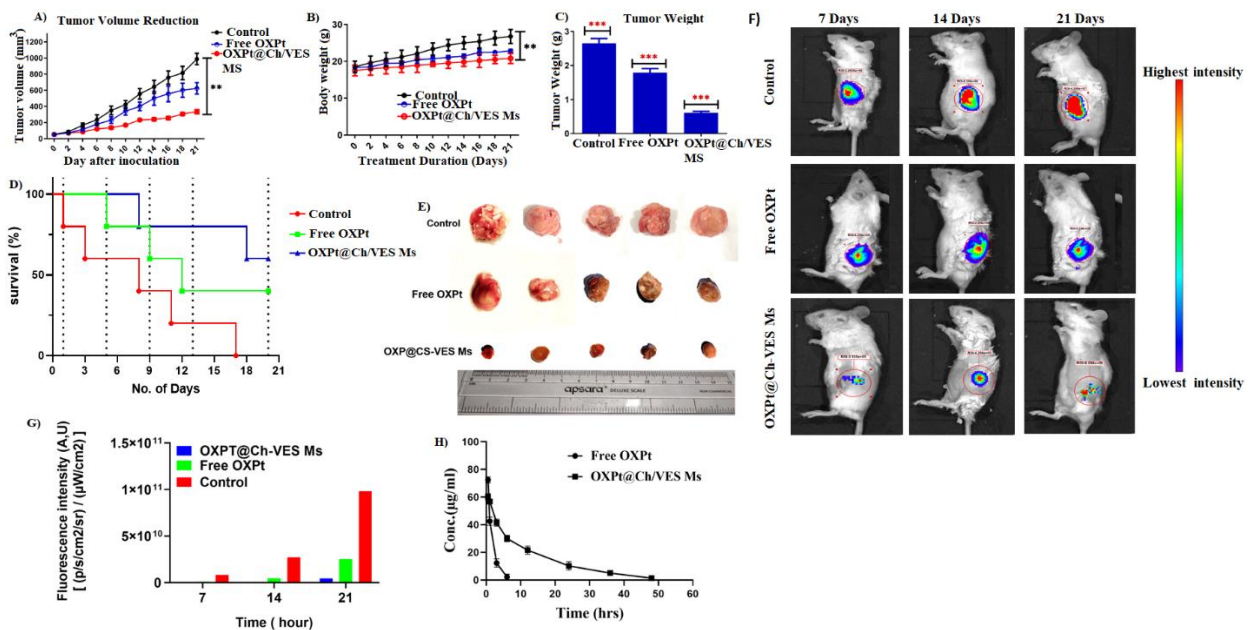 A)
Tumor Volume Reduction
Tumor volume (mm3)
1200
1000
800
600
400
200
0
Control
Free OXPt
OXPt@Ch/VES
MS
**
0 2 4 6 8 10 12 14 16 18 21
Day after inoculation
B)
Body weight (g)
30
20
10
0
**
Control
Free OXPt
OXPt@Ch/VES Ms
0 2 4 6 8 10 12 14 16 18 21
Treatment Duration (Days)
C)
Tumor Weight
Tumor Weight (g)
3
2
1
0
***
***
***
Control Free OXPt OXPt@Ch/VES
MS
D)
survival (%)
100
50
0
Control
Free OXPt
OXPt@Ch/VES Ms
3 6 9 12 15 18 21
No. of Days
E)
Control
Free OXPt
OXP@CS-VES Ms
apsara
DELUXE SCALE
F)
7 Days 14 Days 21 Days
Control
Free OXPt
OXPt@Ch-VES Ms
Highest intensity
Lowest intensity
G)
Fluorescence intensity (A,U)
[ (p/s/cm2/sr) / (µW/cm2) ]
1.5×10¹¹
1×10¹¹
5×10¹⁰
0
OXPT@Ch-VES Ms
Free OXPt
Control
7 14 21
Time ( hour)
H)
Conc.(µg/ml)
100
80
60
40
20
0
Free OXPt
OXPt@Ch/VES Ms
0 10 20 30 40 50 60
Time (hrs)